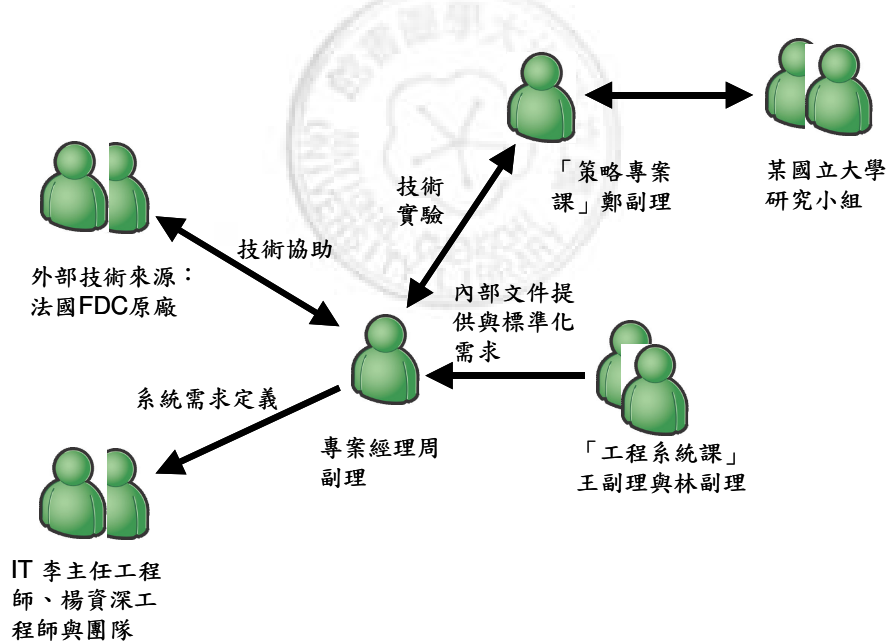 「策略專案
課」鄭副理
某國立大學
研究小組
技術
實驗
技術協助
外部技術來源：
法國FDC原廠
內部文件提
供與標準化
需求
系統需求定義
專案經理周
副理
「工程系統課」
王副理與林副理
IT 李主任工程
師、楊資深工
程師與團隊